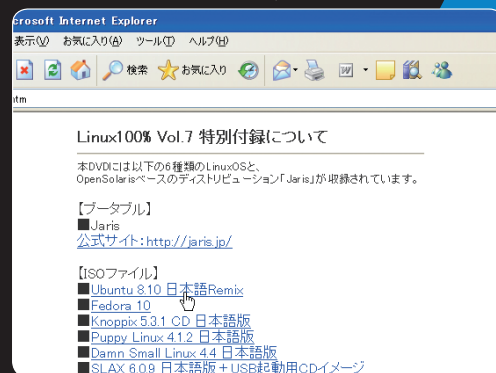 crosoft Internet Explorer
表示(V) お気に入り(A) ツール(T) ヘルプ(H)
検索 お気に入り
htm
Linux100% Vol.7 特別付録について
本DVDには以下の6種類のLinuxOSと、
OpenSolarisベースのディストリビューション「Jaris」が収録されています。
【ブータブル】
■Jaris
公式サイト:http://jaris.jp/
【ISOファイル】
■Ubuntu 8.10 日本語Remix
■Fedora 10
■Knoppix 5.3.1 CD 日本語版
■Puppy Linux 4.1.2 日本語版
■Damn Small Linux 4.4 日本語版
■SLAX 6.09 日本語版+USB起動用CDイメージ